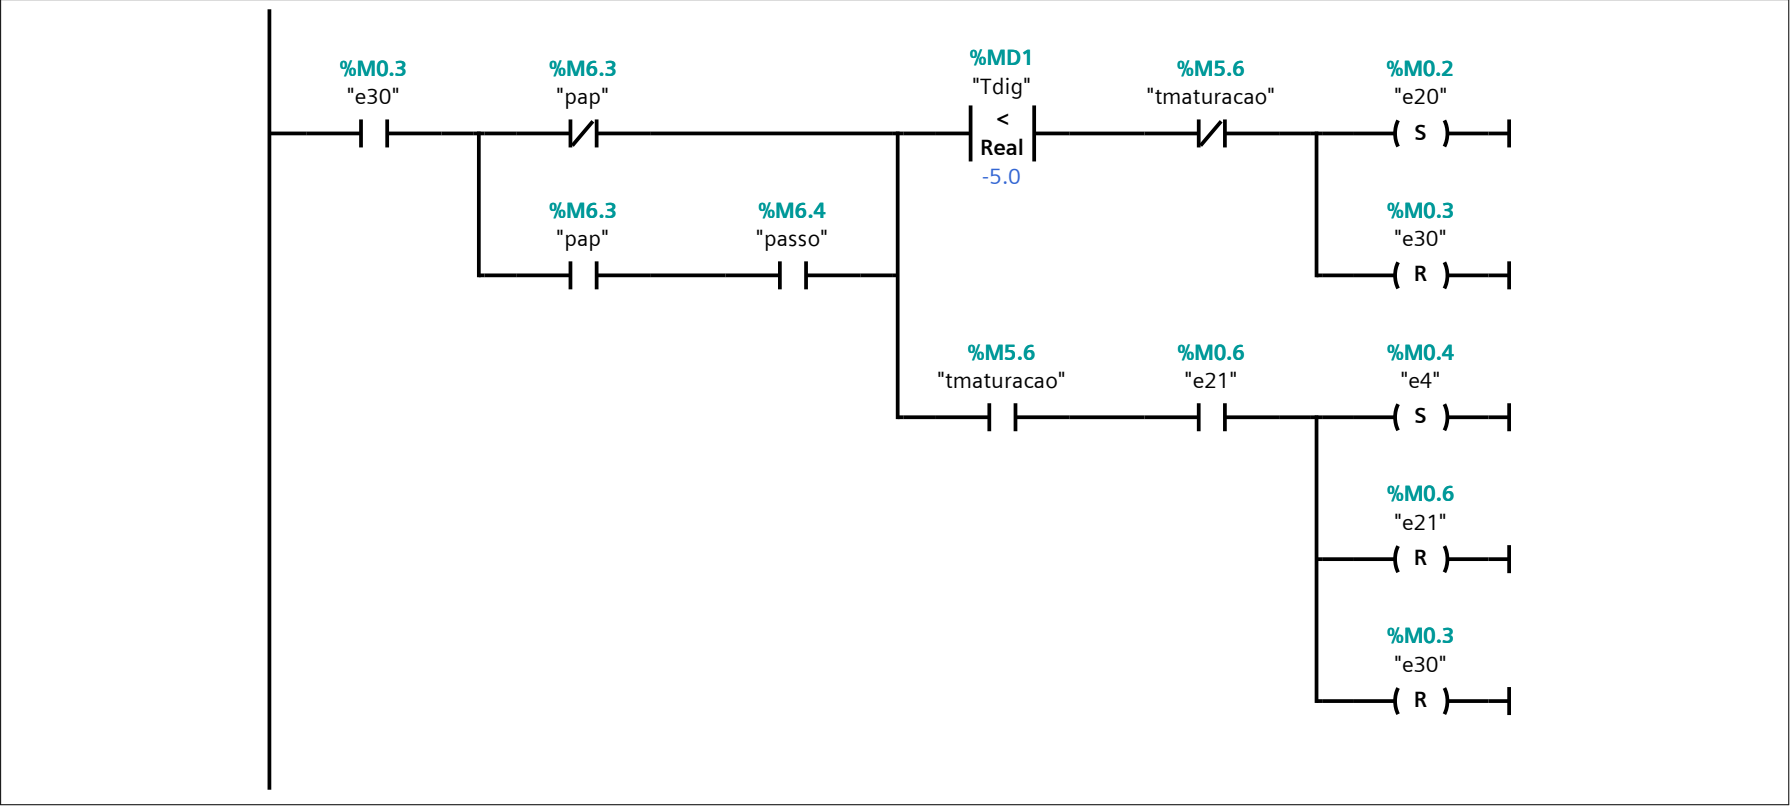 %M0.3
"e30"
%M6.3
"pap"
%MD1
"Tdig"
<
Real
-5.0
%M5.6
"tmaturacao"
%M0.2
"e20"
S
%M6.3
"pap"
%M6.4
"passo"
%M0.3
"e30"
R
%M5.6
"tmaturacao"
%M0.6
"e21"
%M0.4
"e4"
S
%M0.6
"e21"
R
%M0.3
"e30"
R